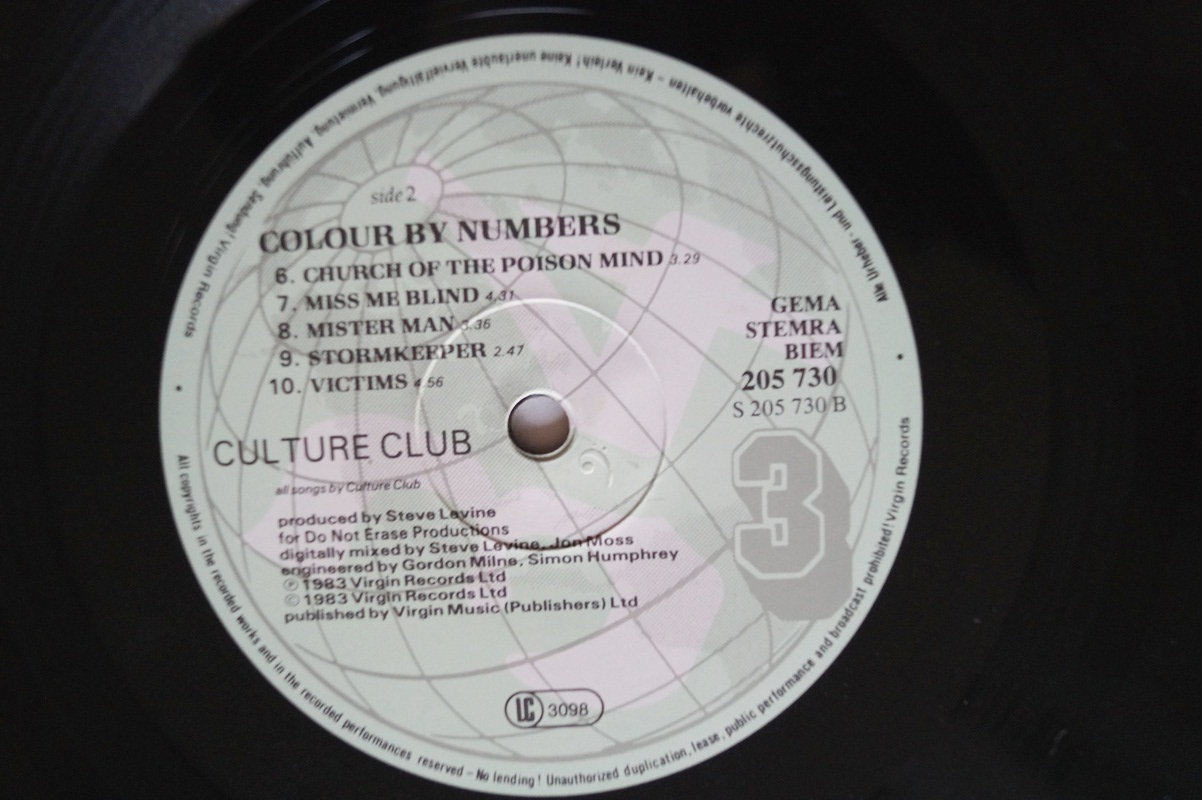 side 2
COLOUR BY NUMBERS
6. CHURCH OF THE POISON MIND 3.29
7. MISS ME BLIND 4.31
8. MISTER MAN 3.36
9. STORMKEEPER 2.47
10. VICTIMS 4.56
GEMA
STEMRA
BIEM
205 730
S 205 730 B
CULTURE CLUB
all songs by Culture Club
3
produced by Steve Levine
for Do Not Erase Productions
digitally mixed by Steve Levine, Jon Moss
engineered by Gordon Milne, Simon Humphrey
℗ 1983 Virgin Records Ltd
© 1983 Virgin Records Ltd
published by Virgin Music (Publishers) Ltd
LC 3098
All copyrights in the recorded works and in the recorded performances reserved - No lending! Unauthorized duplication, lease, public performance and broadcast prohibited! Virgin Records
Alle Urheber- und Leistungsschutzrechte vorbehalten - Kein Verleih! Keine unerlaubte Vervielfältigung, Vermietung, Aufführung, Sendung! Virgin Records